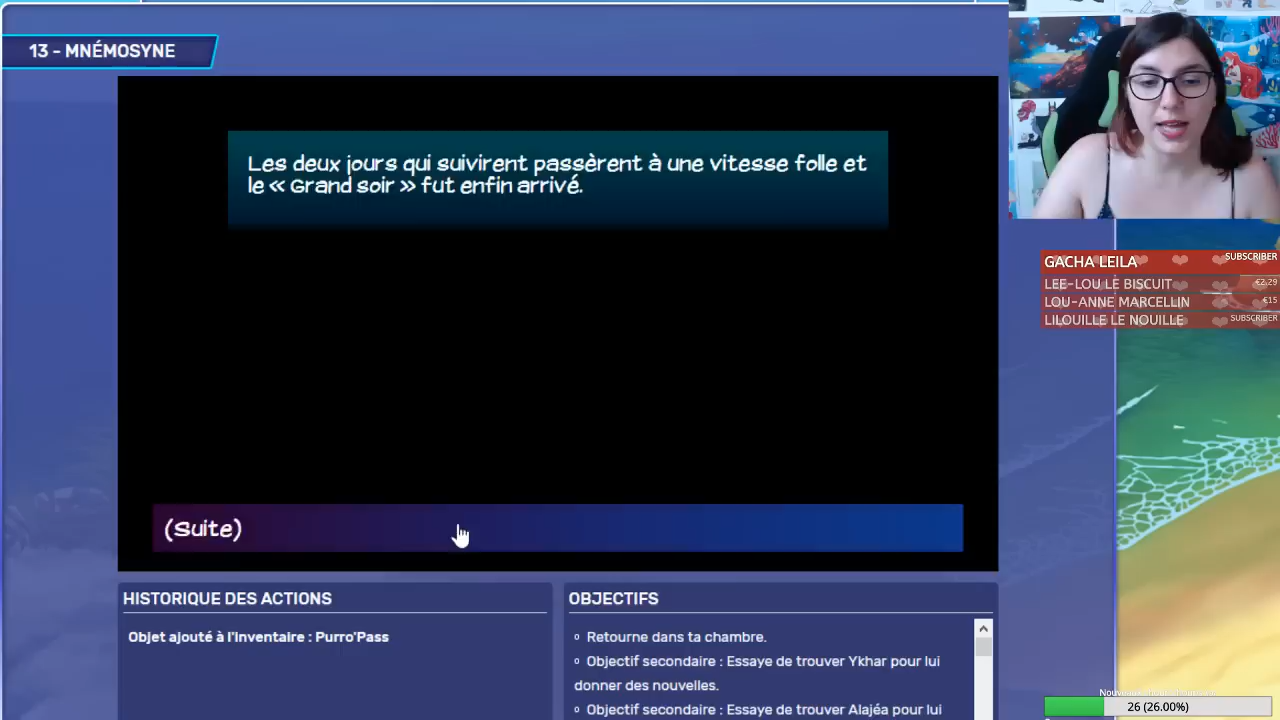 13 - MNÉMOSYNE
Les deux jours qui suivirent passèrent à une vitesse folle et
le « Grand soir » fut enfin arrivé.
(Suite)
HISTORIQUE DES ACTIONS
Objet ajouté à l'Inventaire : Purro'Pass
OBJECTIFS
Retourne dans ta chambre.
Objectif secondaire : Essaye de trouver Ykhar pour lui
donner des nouvelles.
Objectif secondaire : Essaye de trouver Alajéa pour lui
GACHA LEILA SUBSCRIBER
LEE-LOU LE BISCUIT €2.29
LOU-ANNE MARCELLIN €15
LILOUILLE LE NOUILLE SUBSCRIBER
26 (26.00%)